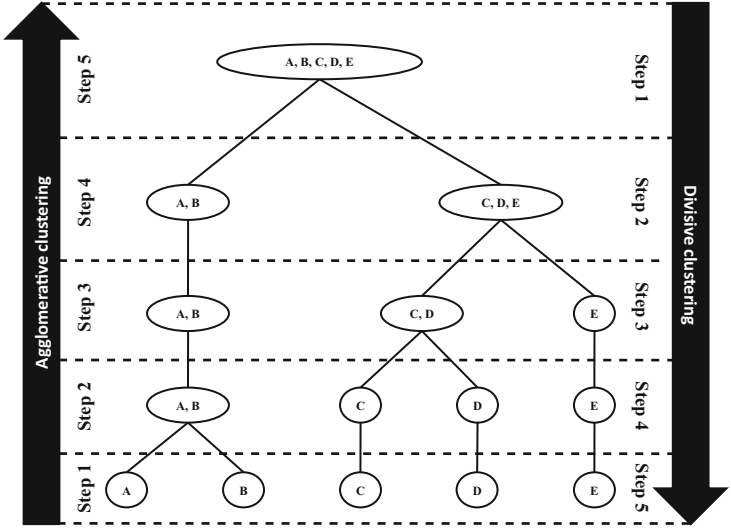 Agglomerative clustering
Divisive clustering
Step 5
A, B, C, D, E
Step 1
Step 4
A, B
C, D, E
Step 2
Step 3
A, B
C, D
E
Step 3
Step 2
A, B
C
D
E
Step 4
Step 1
A
B
C
D
E
Step 5